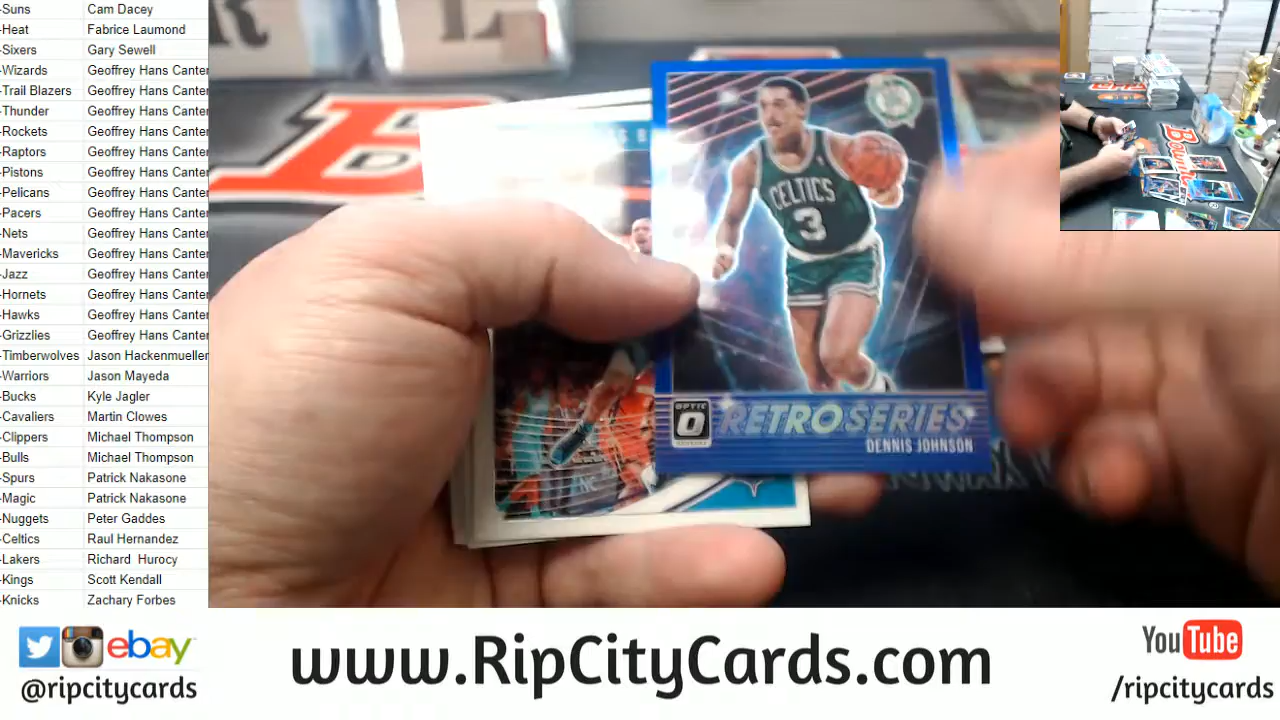 -Suns Cam Dacey
-Heat Fabrice Laumond
-Sixers Gary Sewell
-Wizards Geoffrey Hans Canter
-Trail Blazers Geoffrey Hans Canter
-Thunder Geoffrey Hans Canter
-Rockets Geoffrey Hans Canter
-Raptors Geoffrey Hans Canter
-Pistons Geoffrey Hans Canter
-Pelicans Geoffrey Hans Canter
-Pacers Geoffrey Hans Canter
-Nets Geoffrey Hans Canter
-Mavericks Geoffrey Hans Canter
-Jazz Geoffrey Hans Canter
-Hornets Geoffrey Hans Canter
-Hawks Geoffrey Hans Canter
-Grizzlies Geoffrey Hans Canter
-Timberwolves Jason Hackenmueller
-Warriors Jason Mayeda
-Bucks Kyle Jagler
-Cavaliers Martin Clowes
-Clippers Michael Thompson
-Bulls Michael Thompson
-Spurs Patrick Nakasone
-Magic Patrick Nakasone
-Nuggets Peter Gaddes
-Celtics Raul Hernandez
-Lakers Richard Hurocy
-Kings Scott Kendall
-Knicks Zachary Forbes
CELTICS
3
OPTIC
RETRO SERIES
DENNIS JOHNSON
ebay
@ripcitycards
www.RipCityCards.com
YouTube
/ripcitycards